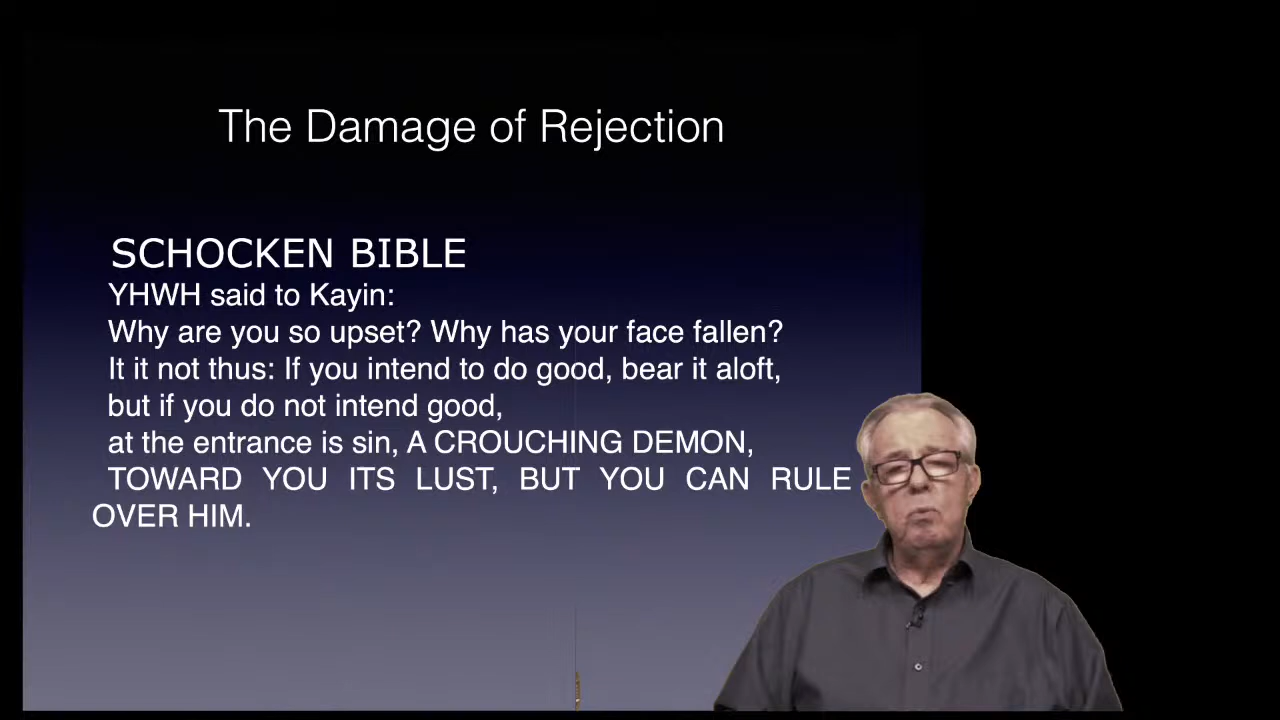 The Damage of Rejection
SCHOCKEN BIBLE
YHWH said to Kayin:
Why are you so upset? Why has your face fallen?
It it not thus: If you intend to do good, bear it aloft,
but if you do not intend good,
at the entrance is sin, A CROUCHING DEMON,
TOWARD YOU ITS LUST, BUT YOU CAN RULE
OVER HIM.